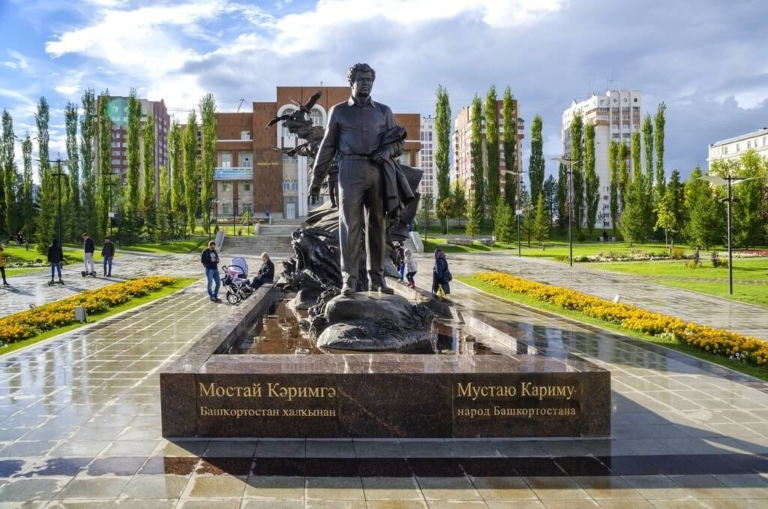 Мостай Кәримгә
Башҡортостан халҡынан
Мустаю Кариму
народ Башкортостана